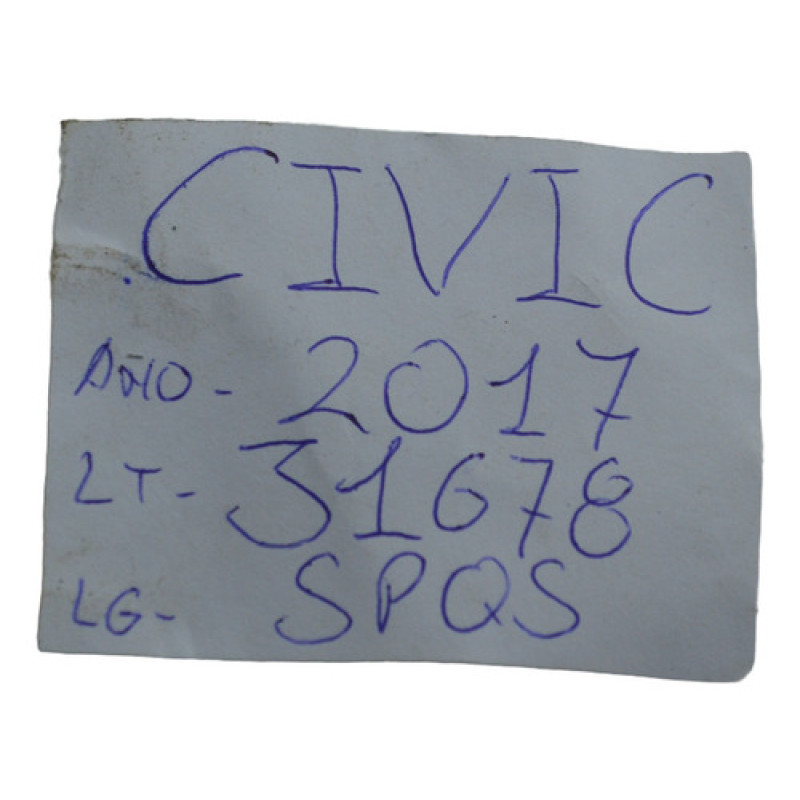 CIVIC
AÑO- 2017
LT- 31678
LG- SPQS